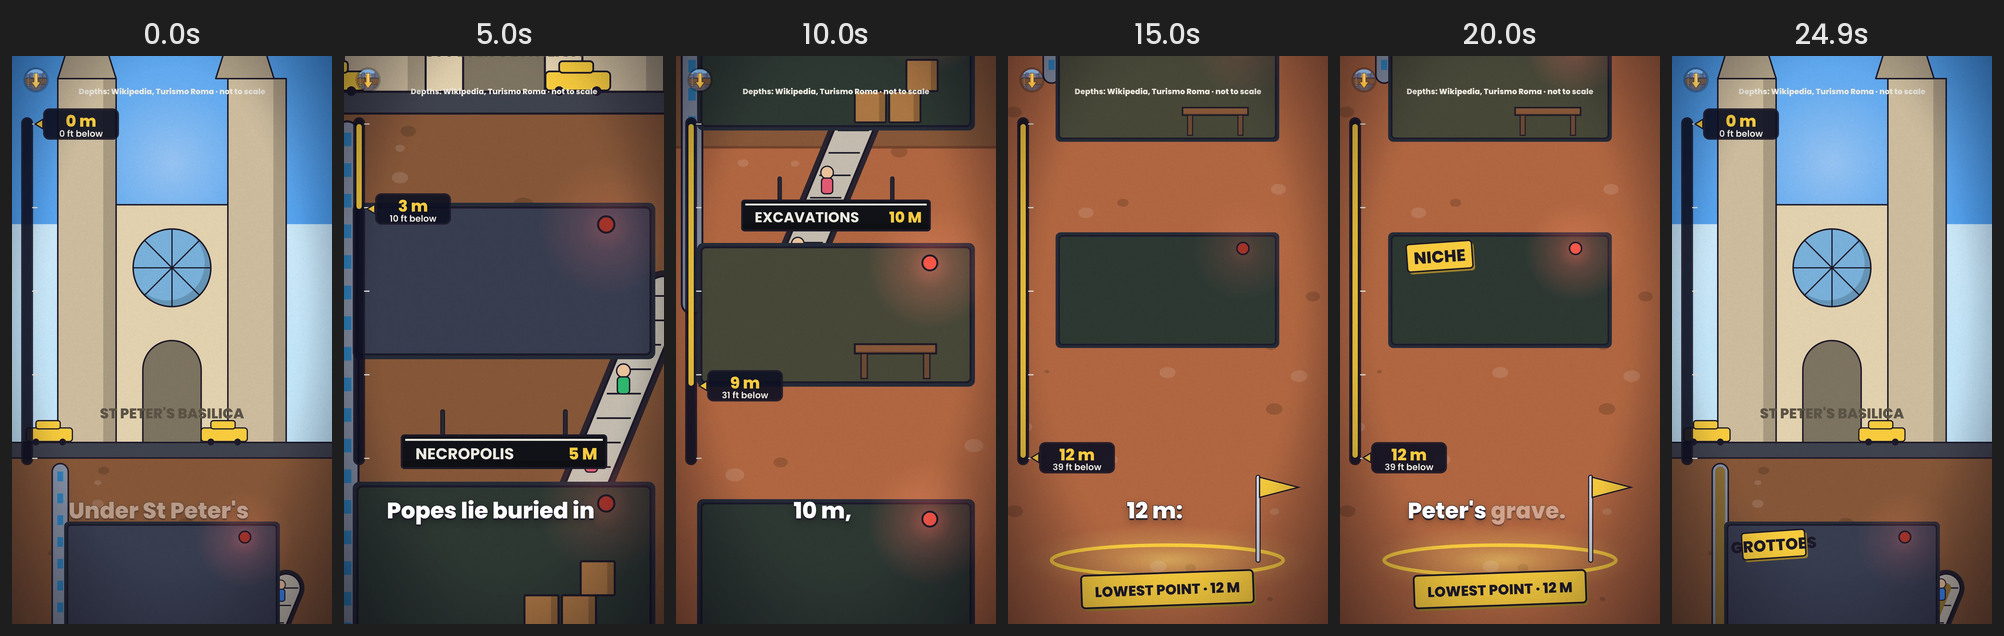 0.0s
Depths: Wikipedia, Turismo Roma · not to scale
0 m
0 ft below
ST PETER'S BASILICA
Under St Peter's
5.0s
Depths: Wikipedia, Turismo Roma · not to scale
3 m
10 ft below
NECROPOLIS 5 M
Popes lie buried in
10.0s
Depths: Wikipedia, Turismo Roma · not to scale
EXCAVATIONS 10 M
9 m
31 ft below
10 m,
15.0s
Depths: Wikipedia, Turismo Roma · not to scale
12 m
39 ft below
12 m:
LOWEST POINT · 12 M
20.0s
Depths: Wikipedia, Turismo Roma · not to scale
NICHE
12 m
39 ft below
Peter's grave.
LOWEST POINT · 12 M
24.9s
Depths: Wikipedia, Turismo Roma · not to scale
0 m
0 ft below
ST PETER'S BASILICA
GROTTOES